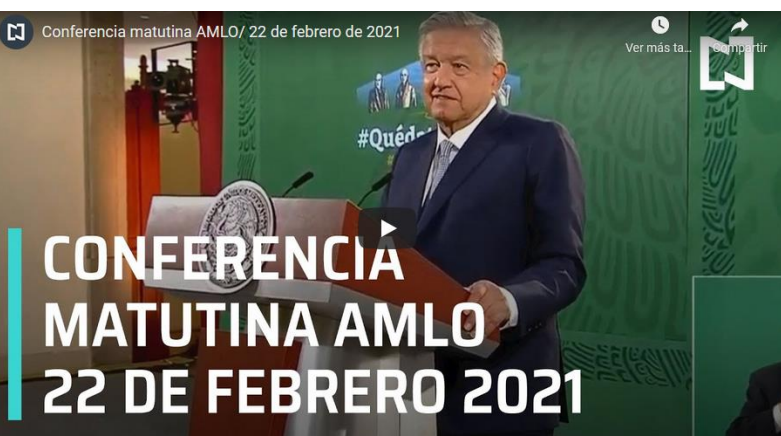 Conferencia matutina AMLO/ 22 de febrero de 2021
Ver más ta...
Compartir
#Quéd
CONFERENCIA
MATUTINA AMLO
22 DE FEBRERO 2021